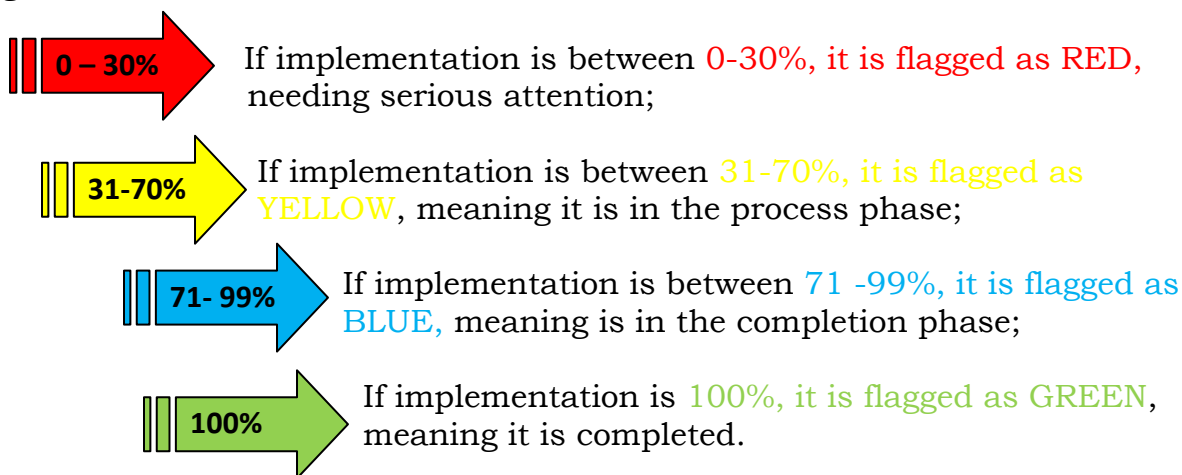 0 – 30%
If implementation is between 0-30%, it is flagged as RED,
needing serious attention;
31-70%
If implementation is between 31-70%, it is flagged as
YELLOW, meaning it is in the process phase;
71- 99%
If implementation is between 71 -99%, it is flagged as
BLUE, meaning is in the completion phase;
100%
If implementation is 100%, it is flagged as GREEN,
meaning it is completed.